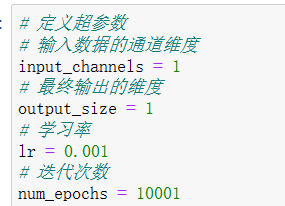 # 定义超参数
# 输入数据的通道维度
input_channels = 1
# 最终输出的维度
output_size = 1
# 学习率
lr = 0.001
# 迭代次数
num_epochs = 10001